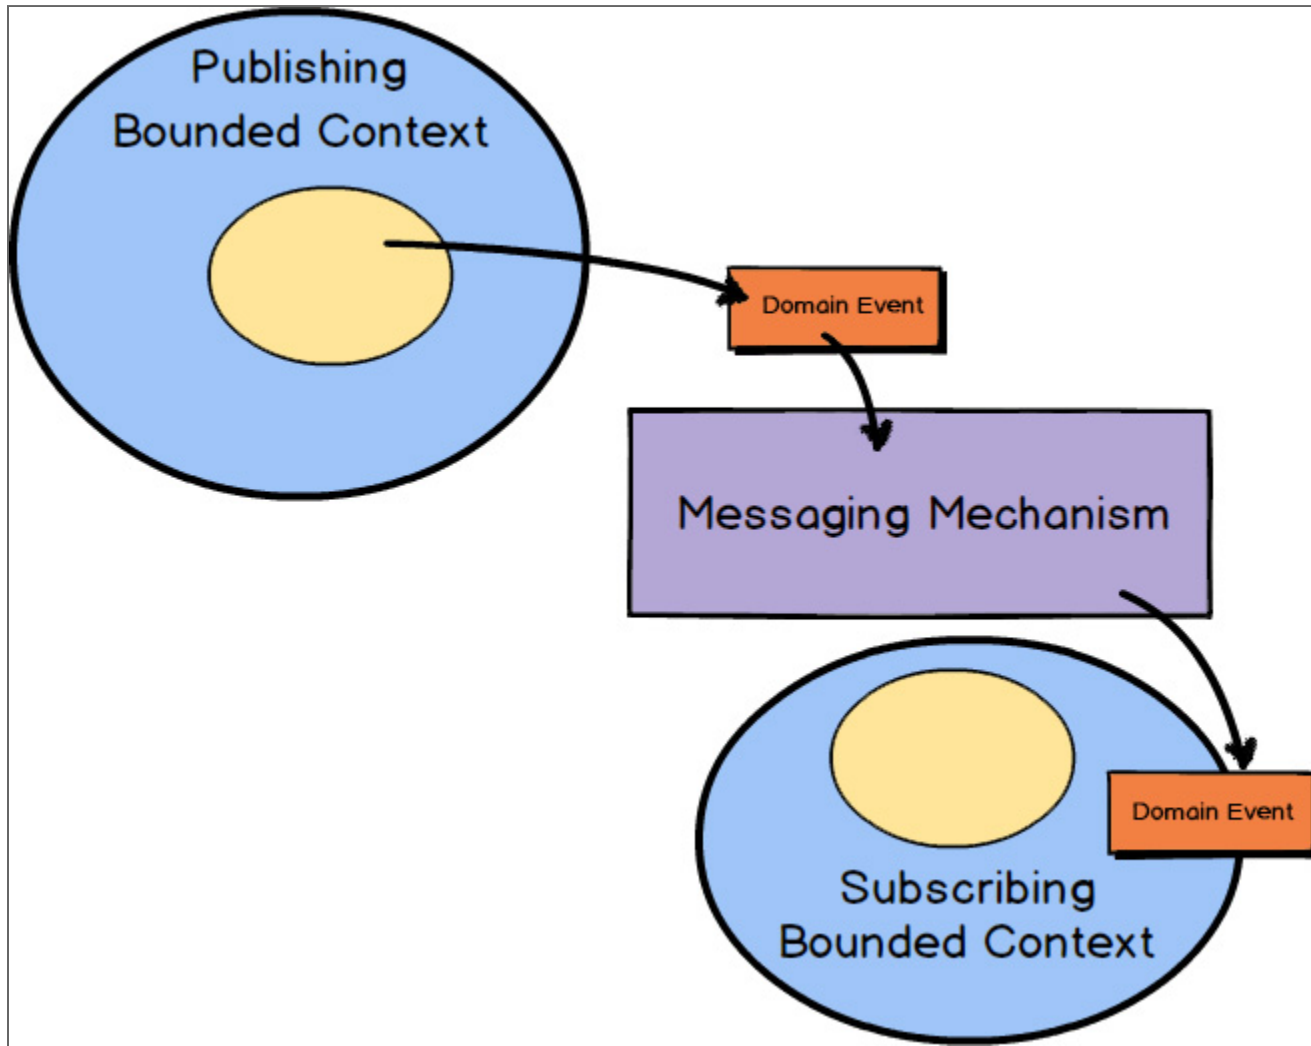 Publishing
Bounded Context
Domain Event
Messaging Mechanism
Domain Event
Subscribing
Bounded Context